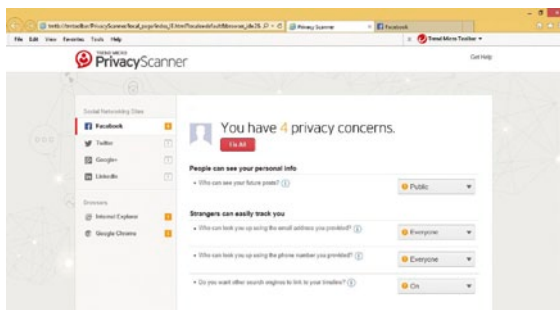 Privacy Scanner
Facebook
File Edit View Favorites Tools Help
Trend Micro Toolbar
TREND MICRO
PrivacyScanner
Get Help
Social Networking Sites
Facebook
Twitter
Google+
LinkedIn
Browsers
Internet Explorer
Google Chrome
You have 4 privacy concerns.
Fix All
People can see your personal info
• Who can see your future posts?
Public
Strangers can easily track you
• Who can look you up using the email address you provided?
Everyone
• Who can look you up using the phone number you provided?
Everyone
• Do you want other search engines to link to your timeline?
On